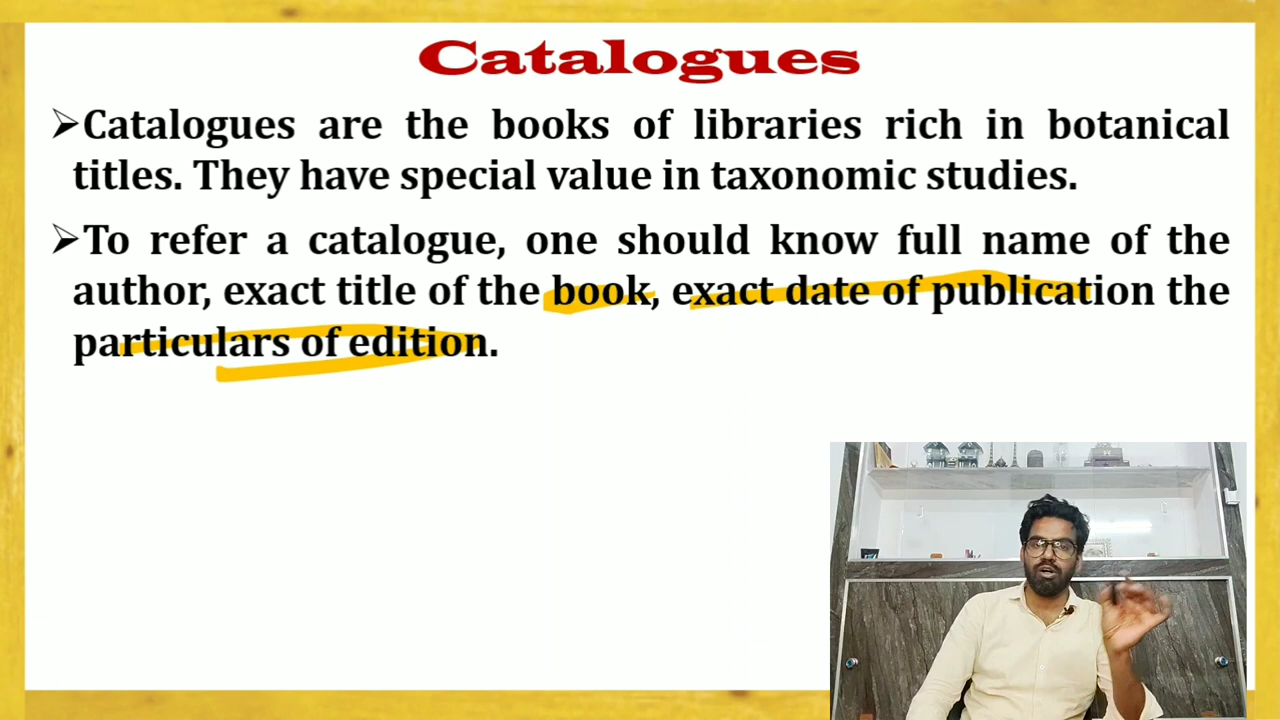 Catalogues
➢Catalogues are the books of libraries rich in botanical
titles. They have special value in taxonomic studies.
➢To refer a catalogue, one should know full name of the
author, exact title of the book, exact date of publication the
particulars of edition.